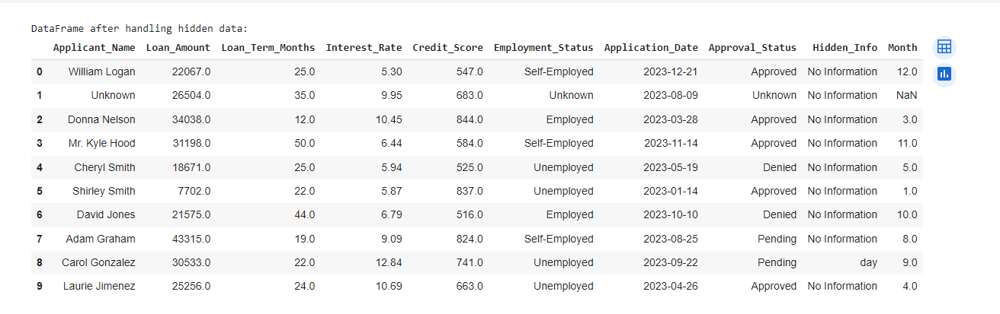 DataFrame after handling hidden data:
Applicant_Name Loan_Amount Loan_Term_Months Interest_Rate Credit_Score Employment_Status Application_Date Approval_Status Hidden_Info Month
0 William Logan 22067.0 25.0 5.30 547.0 Self-Employed 2023-12-21 Approved No Information 12.0
1 Unknown 26504.0 35.0 9.95 683.0 Unknown 2023-08-09 Unknown No Information NaN
2 Donna Nelson 34038.0 12.0 10.45 844.0 Employed 2023-03-28 Approved No Information 3.0
3 Mr. Kyle Hood 31198.0 50.0 6.44 584.0 Self-Employed 2023-11-14 Approved No Information 11.0
4 Cheryl Smith 18671.0 25.0 5.94 525.0 Unemployed 2023-05-19 Denied No Information 5.0
5 Shirley Smith 7702.0 22.0 5.87 837.0 Unemployed 2023-01-14 Approved No Information 1.0
6 David Jones 21575.0 44.0 6.79 516.0 Employed 2023-10-10 Denied No Information 10.0
7 Adam Graham 43315.0 19.0 9.09 824.0 Self-Employed 2023-08-25 Pending No Information 8.0
8 Carol Gonzalez 30533.0 22.0 12.84 741.0 Unemployed 2023-09-22 Pending day 9.0
9 Laurie Jimenez 25256.0 24.0 10.69 663.0 Unemployed 2023-04-26 Approved No Information 4.0